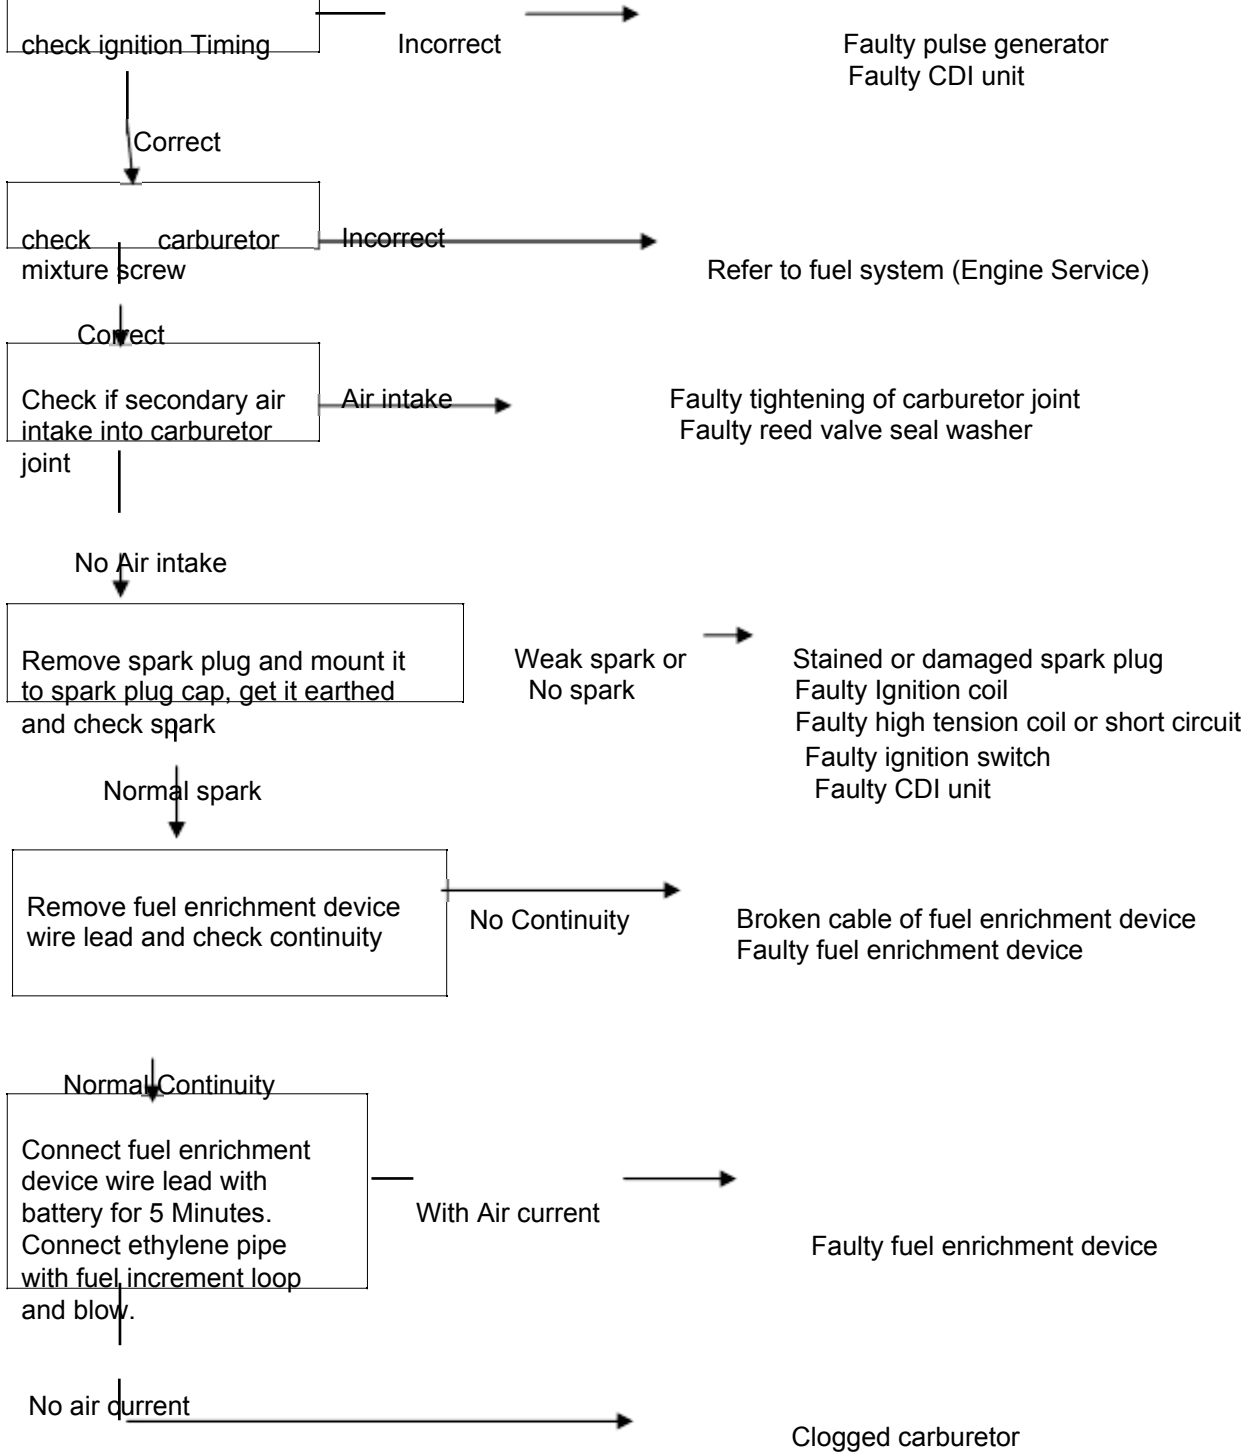 check ignition Timing
Incorrect
Faulty pulse generator
Faulty CDI unit
Correct
check carburetor
mixture screw
Incorrect
Refer to fuel system (Engine Service)
Correct
Check if secondary air
intake into carburetor
joint
Air intake
Faulty tightening of carburetor joint
Faulty reed valve seal washer
No Air intake
Remove spark plug and mount it
to spark plug cap, get it earthed
and check spark
Weak spark or
No spark
Stained or damaged spark plug
Faulty Ignition coil
Faulty high tension coil or short circuit
Faulty ignition switch
Faulty CDI unit
Normal spark
Remove fuel enrichment device
wire lead and check continuity
No Continuity
Broken cable of fuel enrichment device
Faulty fuel enrichment device
Normal Continuity
Connect fuel enrichment
device wire lead with
battery for 5 Minutes.
Connect ethylene pipe
with fuel increment loop
and blow.
With Air current
Faulty fuel enrichment device
No air current
Clogged carburetor